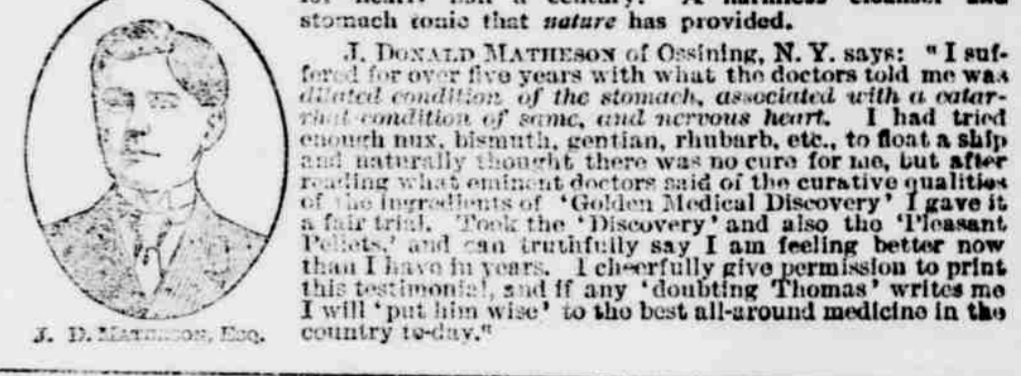 stomach tonic that nature has provided.
J. DONALD MATHESON of Ossining, N. Y. says: "I suf-
fered for over five years with what the doctors told me was
dilated condition of the stomach, associated with a catar-
rhal condition of same, and nervous heart. I had tried
enough nux, bismuth, gentian, rhubarb, etc., to float a ship
and naturally thought there was no cure for me, but after
reading what eminent doctors said of the curative qualities
of the ingredients of 'Golden Medical Discovery' I gave it
a fair trial. Took the 'Discovery' and also the 'Pleasant
Pellets,' and can truthfully say I am feeling better now
than I have in years. I cheerfully give permission to print
this testimonial, and if any 'doubting Thomas' writes me
I will 'put him wise' to the best all-around medicine in the
country to-day."
J. D. MATHESON, ESQ.